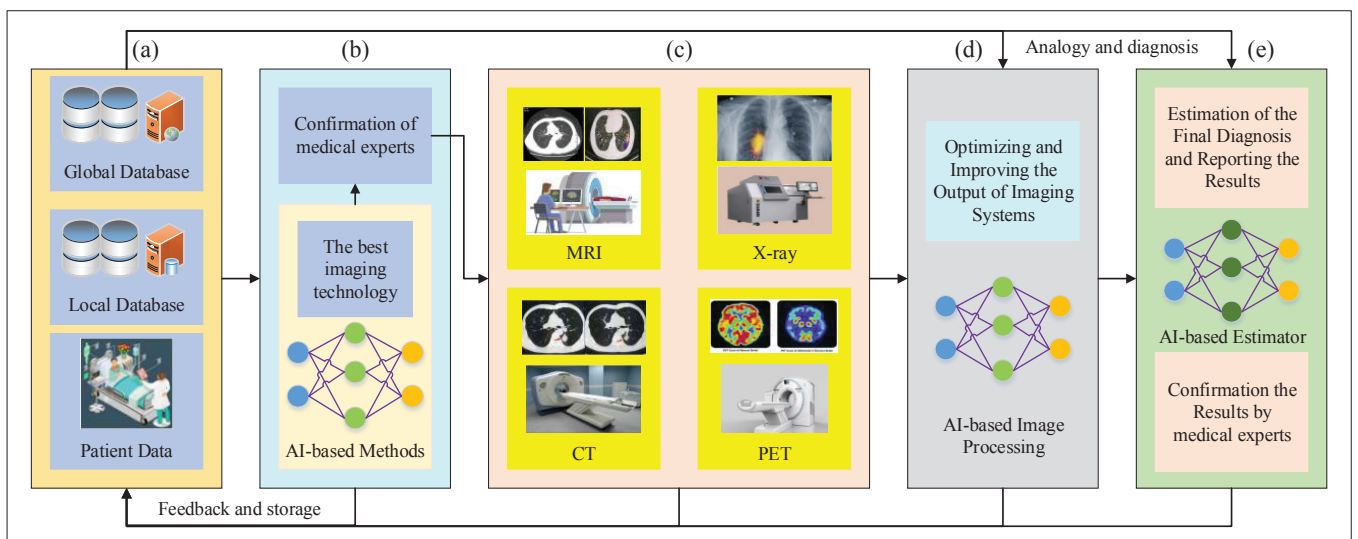 (a)
(b)
(c)
(d)
(e)
Analogy and diagnosis
Global Database
Local Database
Patient Data
Confirmation of
medical experts
The best
imaging
technology
AI-based Methods
MRI
X-ray
CT
PET
Optimizing and
Improving the
Output of Imaging
Systems
AI-based Image
Processing
Estimation of the
Final Diagnosis
and Reporting the
Results
AI-based Estimator
Confirmation the
Results by
medical experts
Feedback and storage